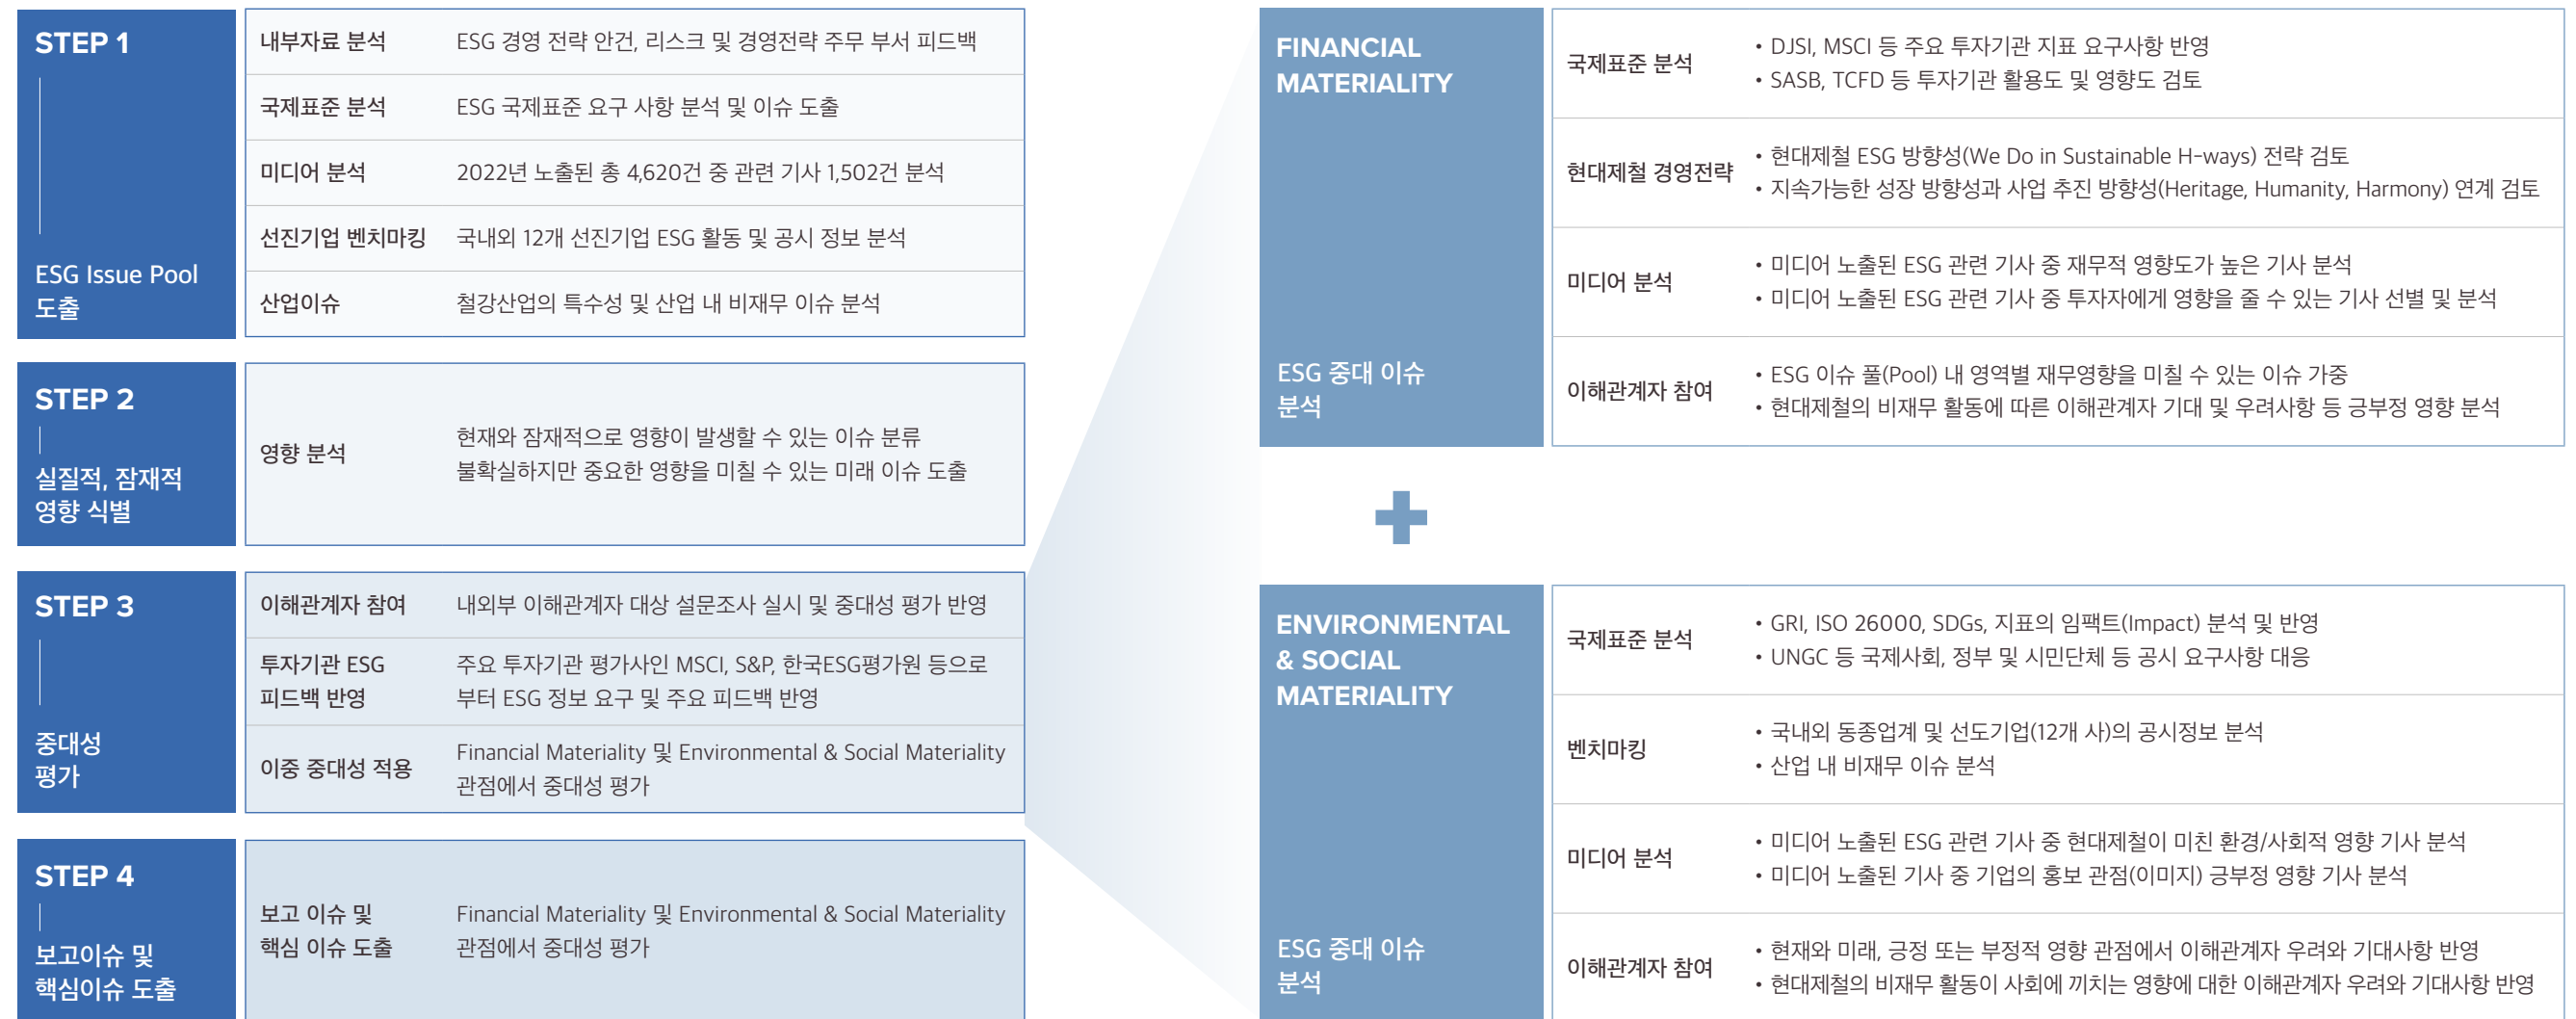 STEP 1
ESG Issue Pool
도출
내부자료 분석
ESG 경영 전략 안건, 리스크 및 경영전략 주무 부서 피드백
국제표준 분석
ESG 국제표준 요구 사항 분석 및 이슈 도출
미디어 분석
2022년 노출된 총 4,620건 중 관련 기사 1,502건 분석
선진기업 벤치마킹
국내외 12개 선진기업 ESG 활동 및 공시 정보 분석
산업이슈
철강산업의 특수성 및 산업 내 비재무 이슈 분석
STEP 2
실질적, 잠재적
영향 식별
영향 분석
현재와 잠재적으로 영향이 발생할 수 있는 이슈 분류
불확실하지만 중요한 영향을 미칠 수 있는 미래 이슈 도출
STEP 3
중대성
평가
이해관계자 참여
내외부 이해관계자 대상 설문조사 실시 및 중대성 평가 반영
투자기관 ESG
피드백 반영
주요 투자기관 평가사인 MSCI, S&P, 한국ESG평가원 등으로
부터 ESG 정보 요구 및 주요 피드백 반영
이중 중대성 적용
Financial Materiality 및 Environmental & Social Materiality
관점에서 중대성 평가
STEP 4
보고이슈 및
핵심이슈 도출
보고 이슈 및
핵심 이슈 도출
Financial Materiality 및 Environmental & Social Materiality
관점에서 중대성 평가
FINANCIAL
MATERIALITY
ESG 중대 이슈
분석
국제표준 분석
• DJSI, MSCI 등 주요 투자기관 지표 요구사항 반영
• SASB, TCFD 등 투자기관 활용도 및 영향도 검토
현대제철 경영전략
• 현대제철 ESG 방향성(We Do in Sustainable H-ways) 전략 검토
• 지속가능한 성장 방향성과 사업 추진 방향성(Heritage, Humanity, Harmony) 연계 검토
미디어 분석
• 미디어 노출된 ESG 관련 기사 중 재무적 영향도가 높은 기사 분석
• 미디어 노출된 ESG 관련 기사 중 투자자에게 영향을 줄 수 있는 기사 선별 및 분석
이해관계자 참여
• ESG 이슈 풀(Pool) 내 영역별 재무영향을 미칠 수 있는 이슈 가중
• 현대제철의 비재무 활동에 따른 이해관계자 기대 및 우려사항 등 긍부정 영향 분석
ENVIRONMENTAL
& SOCIAL
MATERIALITY
ESG 중대 이슈
분석
국제표준 분석
• GRI, ISO 26000, SDGs, 지표의 임팩트(Impact) 분석 및 반영
• UNGC 등 국제사회, 정부 및 시민단체 등 공시 요구사항 대응
벤치마킹
• 국내외 동종업계 및 선도기업(12개 사)의 공시정보 분석
• 산업 내 비재무 이슈 분석
미디어 분석
• 미디어 노출된 ESG 관련 기사 중 현대제철이 미친 환경/사회적 영향 기사 분석
• 미디어 노출된 기사 중 기업의 홍보 관점(이미지) 긍부정 영향 기사 분석
이해관계자 참여
• 현재와 미래, 긍정 또는 부정적 영향 관점에서 이해관계자 우려와 기대사항 반영
• 현대제철의 비재무 활동이 사회에 끼치는 영향에 대한 이해관계자 우려와 기대사항 반영